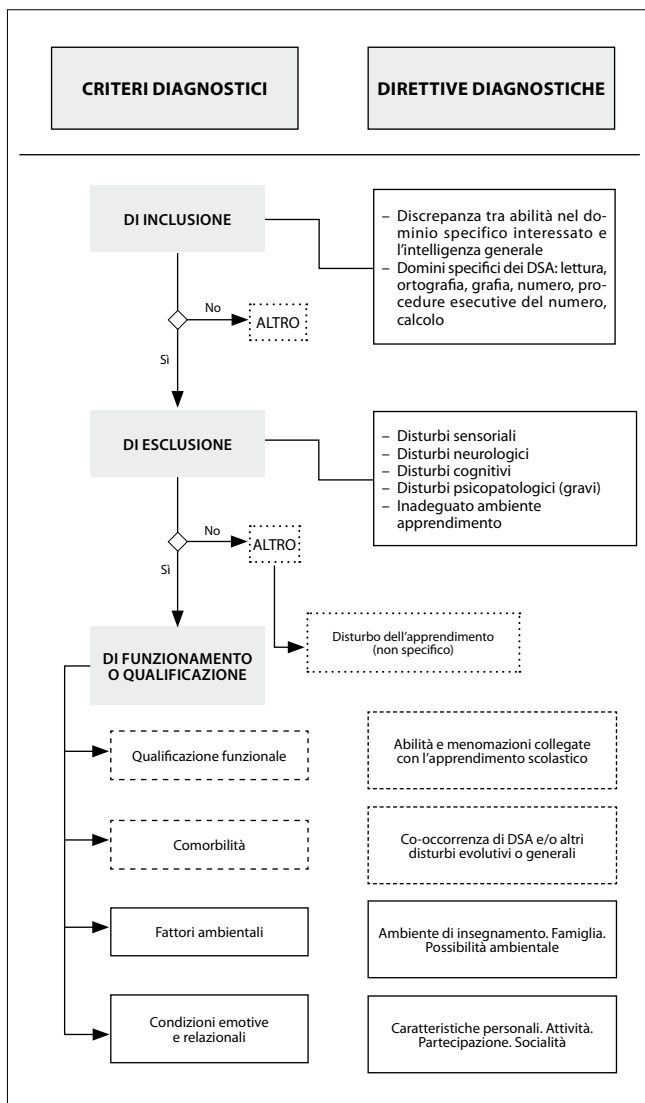 CRITERI DIAGNOSTICI
DIRETTIVE DIAGNOSTICHE
DI INCLUSIONE
– Discrepanza tra abilità nel do-
minio specifico interessato e
l’intelligenza generale
– Domini specifici dei DSA: lettura,
ortografia, grafia, numero, pro-
cedure esecutive del numero,
calcolo
No
ALTRO
Sì
DI ESCLUSIONE
– Disturbi sensoriali
– Disturbi neurologici
– Disturbi cognitivi
– Disturbi psicopatologici (gravi)
– Inadeguato ambiente
apprendimento
No
ALTRO
Sì
Disturbo dell’apprendimento
(non specifico)
DI FUNZIONAMENTO
O QUALIFICAZIONE
Qualificazione funzionale
Abilità e menomazioni collegate
con l’apprendimento scolastico
Comorbilità
Co-occorrenza di DSA e/o altri
disturbi evolutivi o generali
Fattori ambientali
Ambiente di insegnamento. Famiglia.
Possibilità ambientale
Condizioni emotive
e relazionali
Caratteristiche personali. Attività.
Partecipazione. Socialità